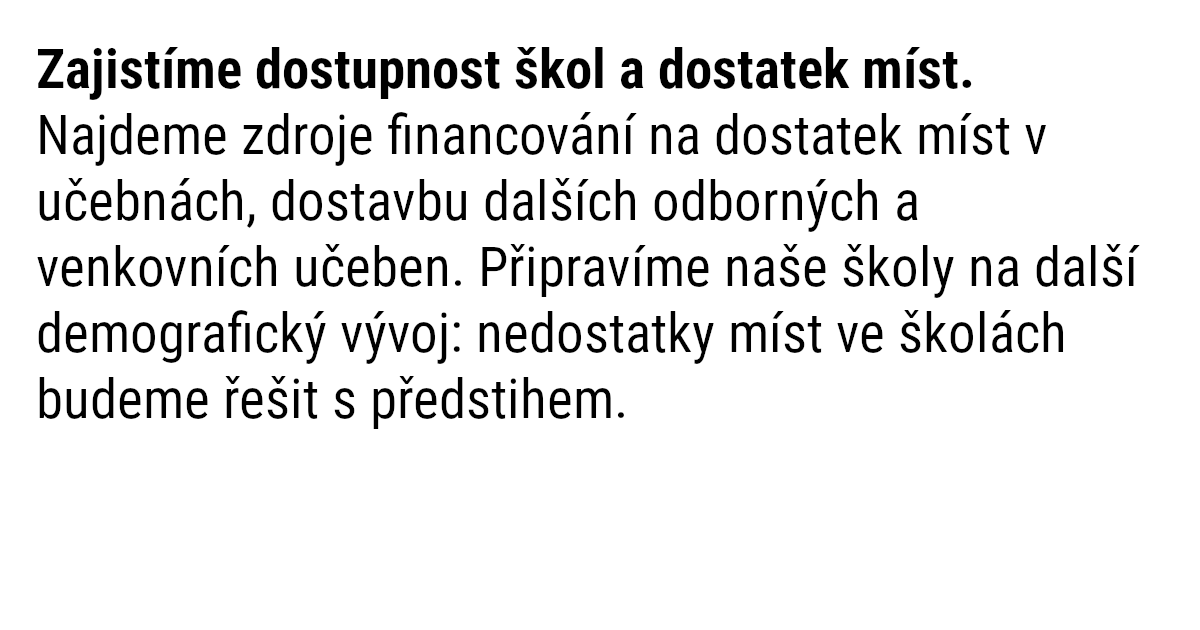 Zajistíme dostupnost škol a dostatek míst.
Najdeme zdroje financování na dostatek míst v
učebnách, dostavbu dalších odborných a
venkovních učeben. Připravíme naše školy na další
demografický vývoj: nedostatky míst ve školách
budeme řešit s předstihem.